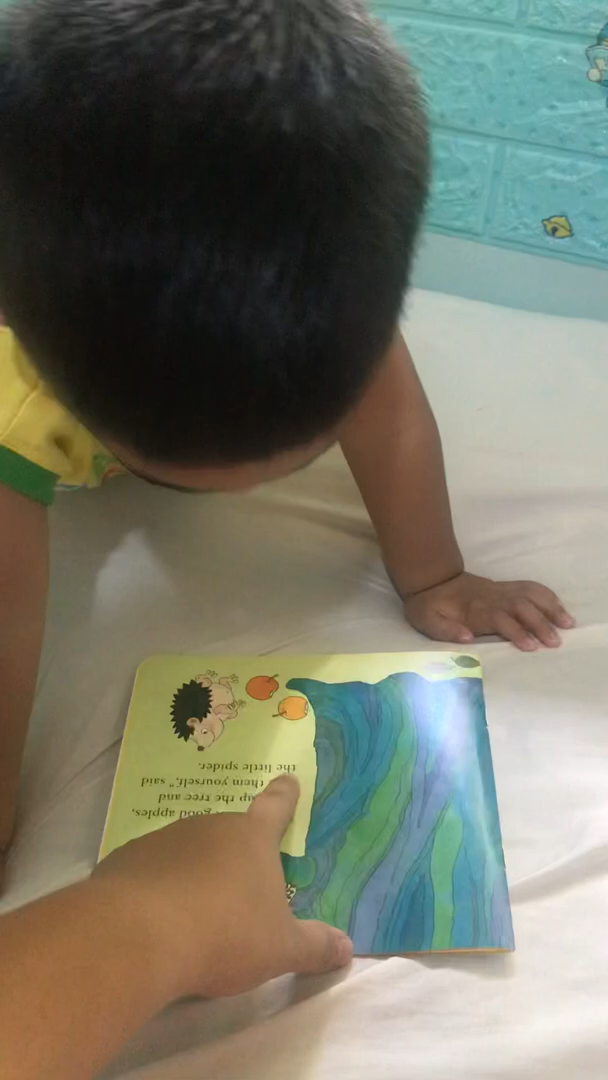 good apples,
up the tree and
them yourself," said
the little spider.